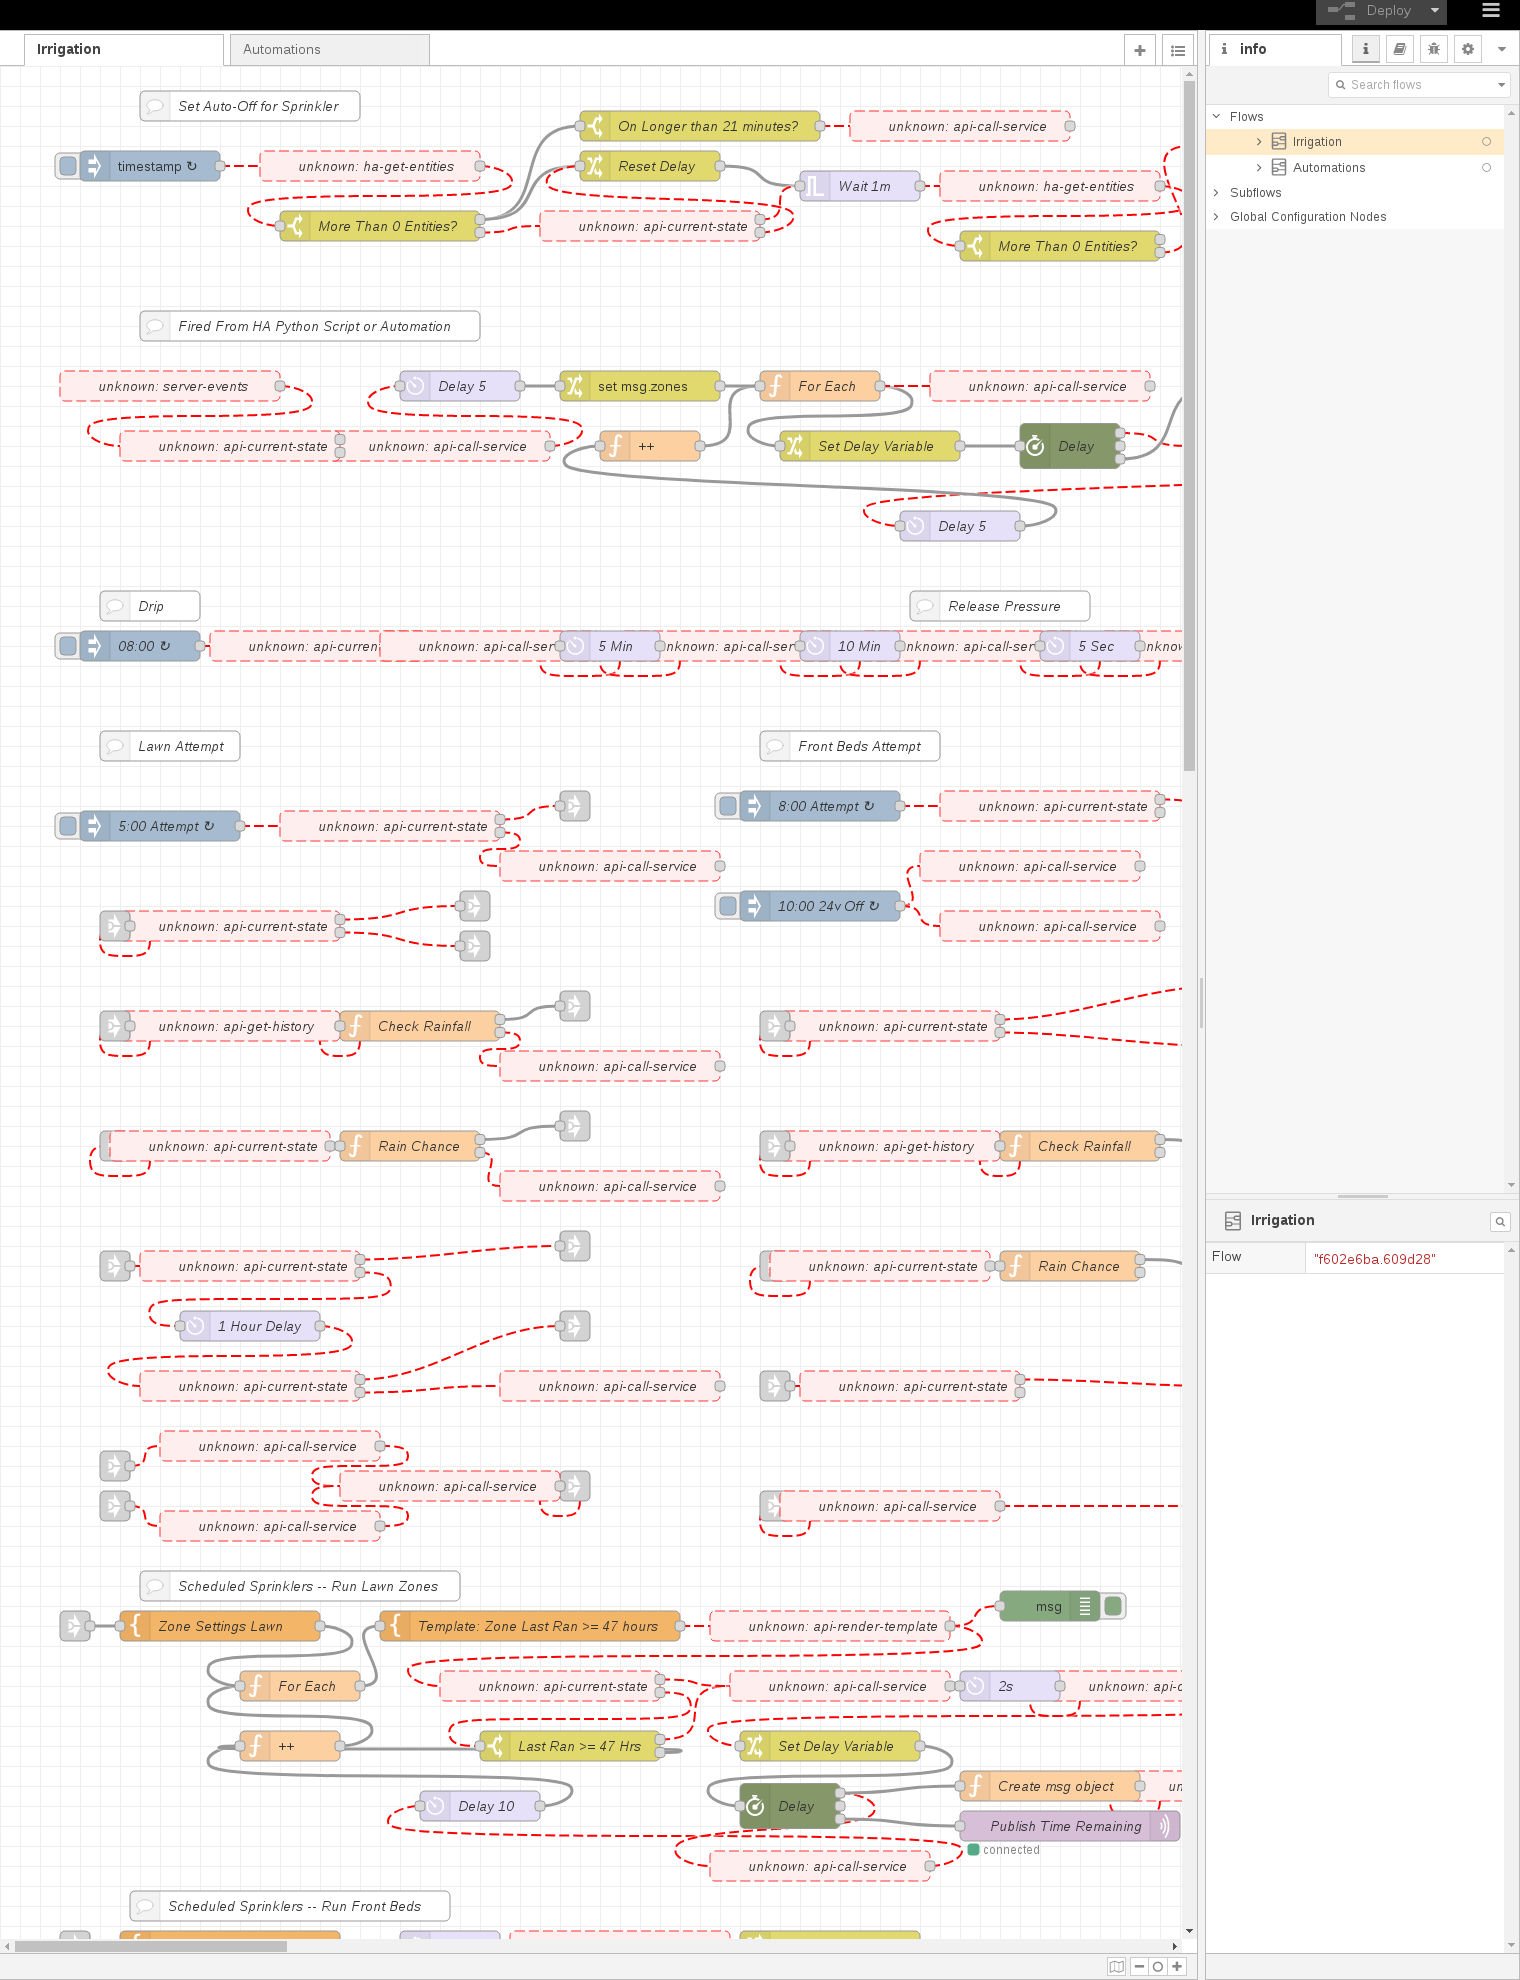 Deploy
Irrigation
Automations
info
Search flows
Flows
Irrigation
Automations
Subflows
Global Configuration Nodes
Set Auto-Off for Sprinkler
On Longer than 21 minutes?
unknown: api-call-service
timestamp ↻
unknown: ha-get-entities
Reset Delay
Wait 1m
unknown: ha-get-entities
More Than 0 Entities?
unknown: api-current-state
More Than 0 Entities?
Fired From HA Python Script or Automation
unknown: server-events
Delay 5
set msg.zones
For Each
unknown: api-call-service
unknown: api-current-state
unknown: api-call-service
++
Set Delay Variable
Delay
Delay 5
Drip
Release Pressure
08:00 ↻
unknown: api-curren
unknown: api-call-ser
5 Min
nknown: api-call-ser
10 Min
nknown: api-call-ser
5 Sec
nknow
Lawn Attempt
Front Beds Attempt
8:00 Attempt ↻
unknown: api-current-state
5:00 Attempt ↻
unknown: api-current-state
unknown: api-call-service
unknown: api-call-service
10:00 24v Off ↻
unknown: api-current-state
unknown: api-call-service
unknown: api-get-history
Check Rainfall
unknown: api-current-state
unknown: api-call-service
unknown: api-current-state
Rain Chance
unknown: api-get-history
Check Rainfall
unknown: api-call-service
unknown: api-current-state
unknown: api-current-state
Rain Chance
1 Hour Delay
unknown: api-current-state
unknown: api-call-service
unknown: api-current-state
unknown: api-call-service
unknown: api-call-service
unknown: api-call-service
unknown: api-call-service
Scheduled Sprinklers -- Run Lawn Zones
msg
Zone Settings Lawn
Template: Zone Last Ran >= 47 hours
unknown: api-render-template
For Each
unknown: api-current-state
unknown: api-call-service
2s
unknown: api-c
++
Last Ran >= 47 Hrs
Set Delay Variable
Delay 10
Delay
Create msg object
un
Publish Time Remaining
connected
unknown: api-call-service
Scheduled Sprinklers -- Run Front Beds
Irrigation
Flow
"f602e6ba.609d28"